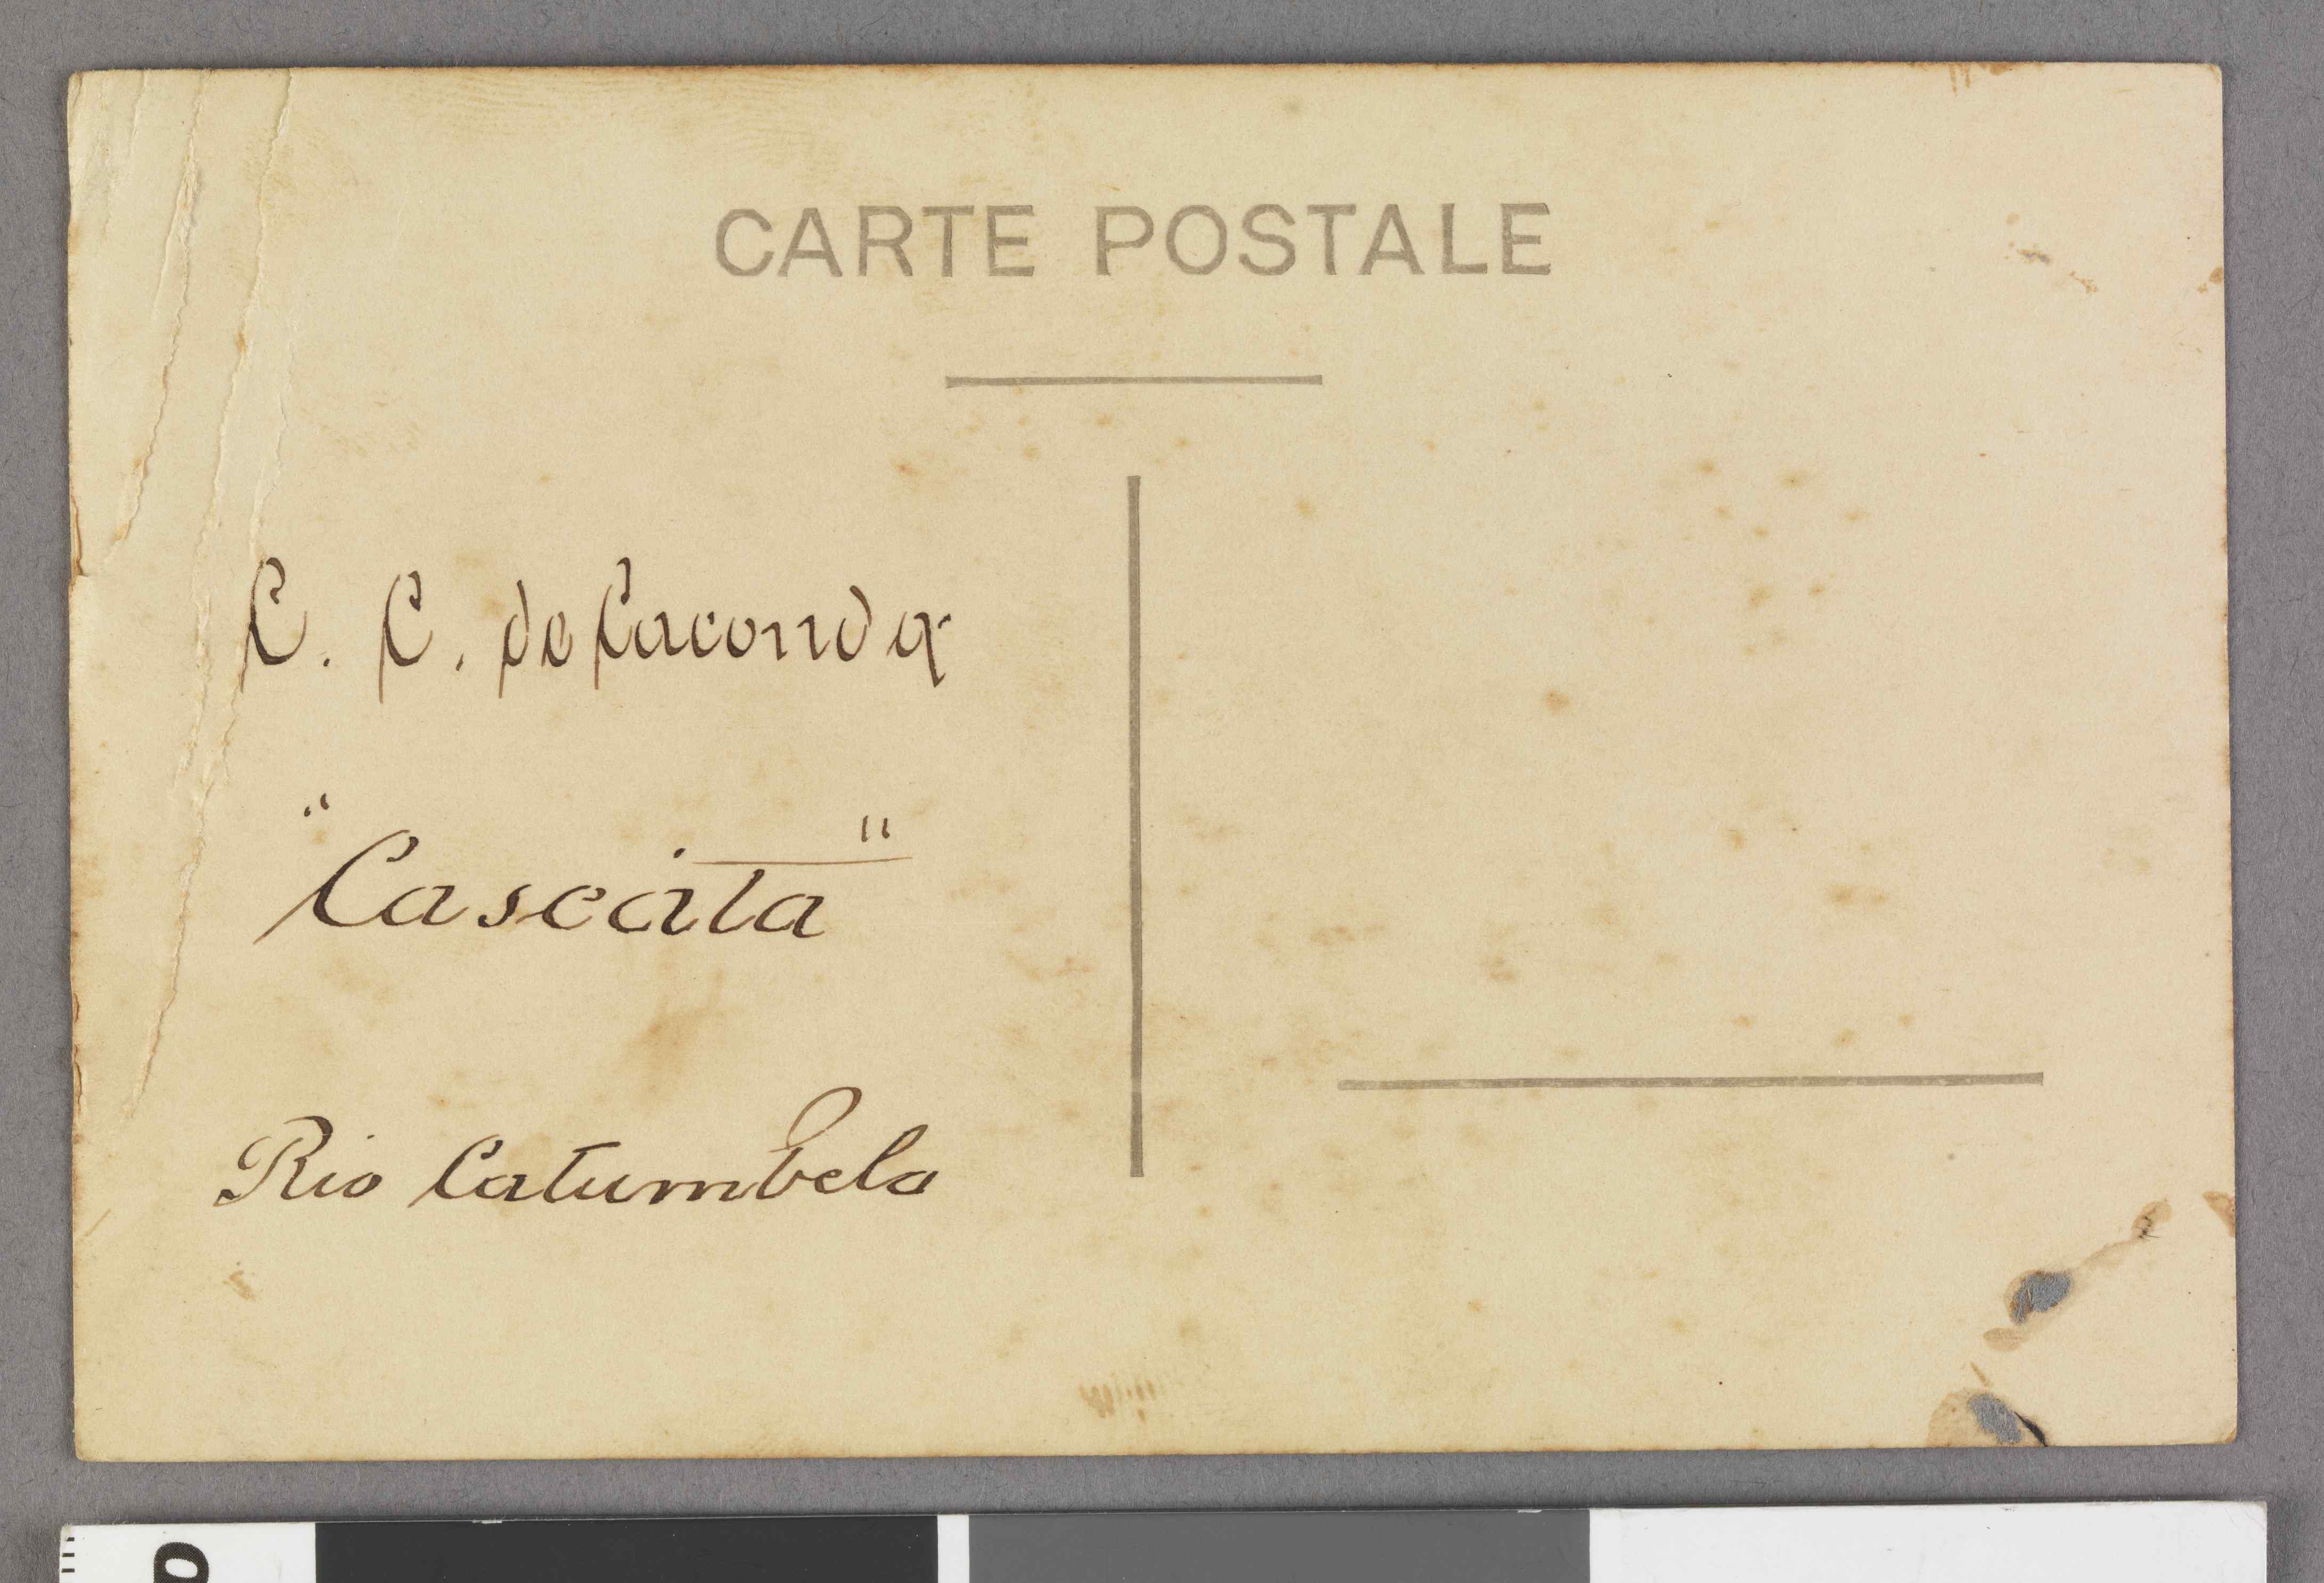 CARTE POSTALE
C. C. de Caconda
"Cascata"
Rio Catumbela